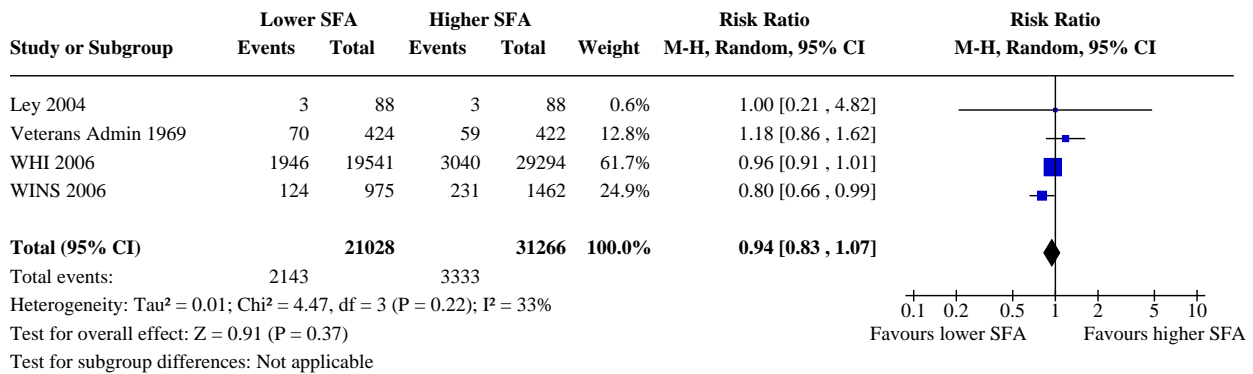 Lower SFA Higher SFA Risk Ratio Risk Ratio
Study or Subgroup Events Total Events Total Weight M-H, Random, 95% CI M-H, Random, 95% CI
Ley 2004 3 88 3 88 0.6% 1.00 [0.21 , 4.82]
Veterans Admin 1969 70 424 59 422 12.8% 1.18 [0.86 , 1.62]
WHI 2006 1946 19541 3040 29294 61.7% 0.96 [0.91 , 1.01]
WINS 2006 124 975 231 1462 24.9% 0.80 [0.66 , 0.99]
Total (95% CI) 21028 31266 100.0% 0.94 [0.83 , 1.07]
Total events: 2143 3333
Heterogeneity: Tau² = 0.01; Chi² = 4.47, df = 3 (P = 0.22); I² = 33%
0.1 0.2 0.5 1 2 5 10
Test for overall effect: Z = 0.91 (P = 0.37)
Favours lower SFA Favours higher SFA
Test for subgroup differences: Not applicable